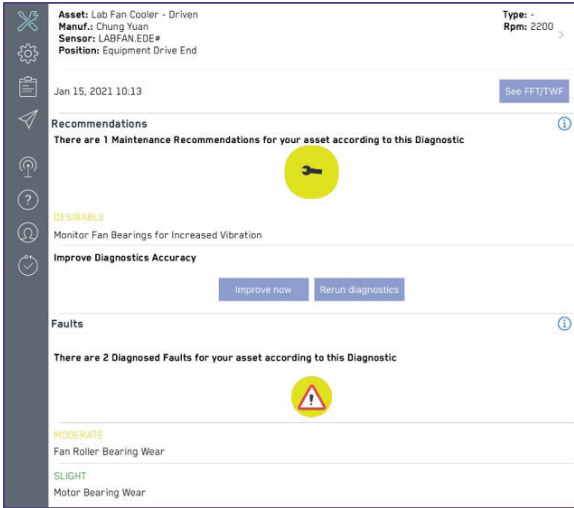 Asset: Lab Fan Cooler - Driven
Type: -
Manuf.: Chung Yuan
Rpm: 2200
Sensor: LABFAN.EDE#
Position: Equipment Drive End
Jan 15, 2021 10:13
See FFT/TWF
Recommendations
There are 1 Maintenance Recommendations for your asset according to this Diagnostic
DESIRABLE
Monitor Fan Bearings for Increased Vibration
Improve Diagnostics Accuracy
Improve now
Rerun diagnostics
Faults
There are 2 Diagnosed Faults for your asset according to this Diagnostic
MODERATE
Fan Roller Bearing Wear
SLIGHT
Motor Bearing Wear